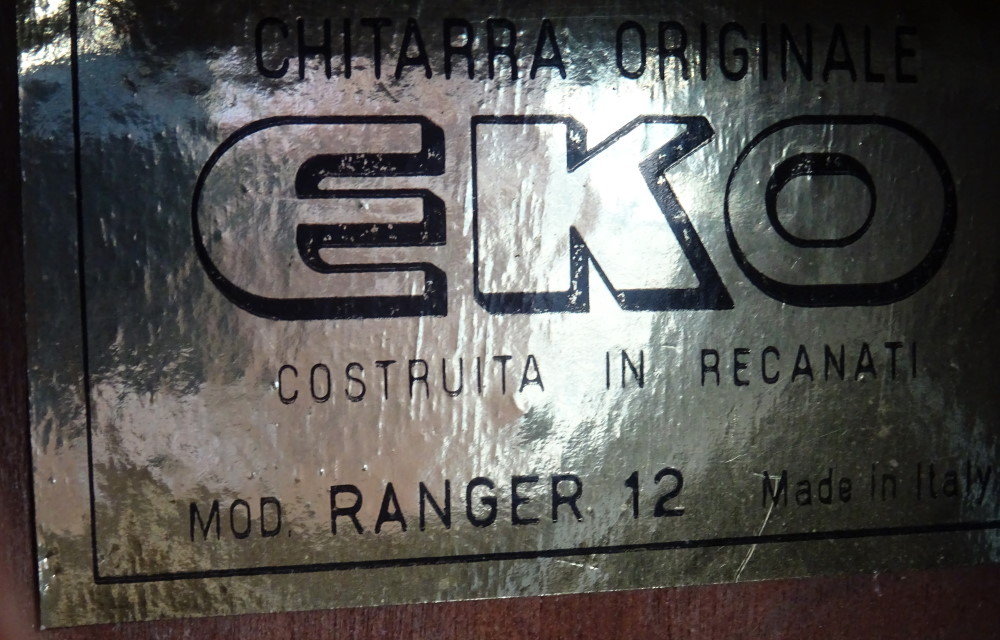 CHITARRA ORIGINALE
EKO
COSTRUITA IN RECANATI
MOD. RANGER 12 Made in Italy